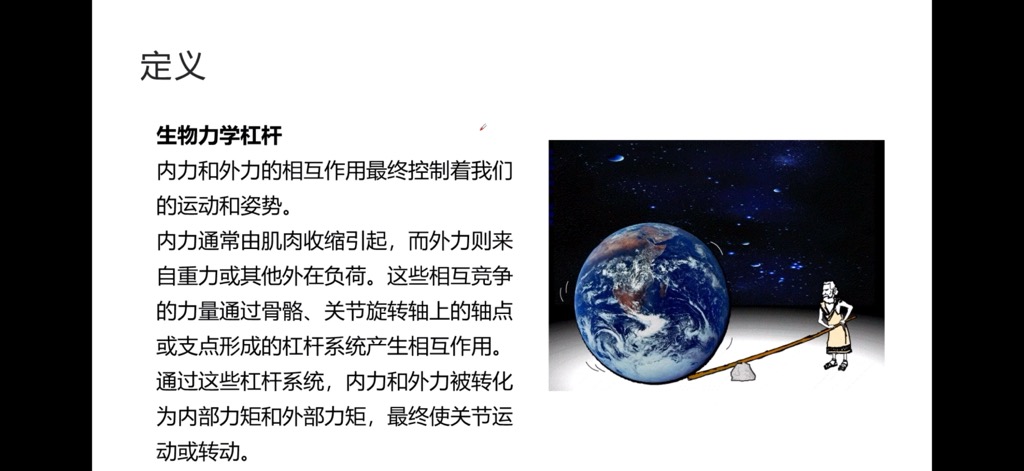 定义
生物力学杠杆
内力和外力的相互作用最终控制着我们
的运动和姿势。
内力通常由肌肉收缩引起，而外力则来
自重力或其他外在负荷。这些相互竞争
的力量通过骨骼、关节旋转轴上的轴点
或支点形成的杠杆系统产生相互作用。
通过这些杠杆系统，内力和外力被转化
为内部力矩和外部力矩，最终使关节运
动或转动。